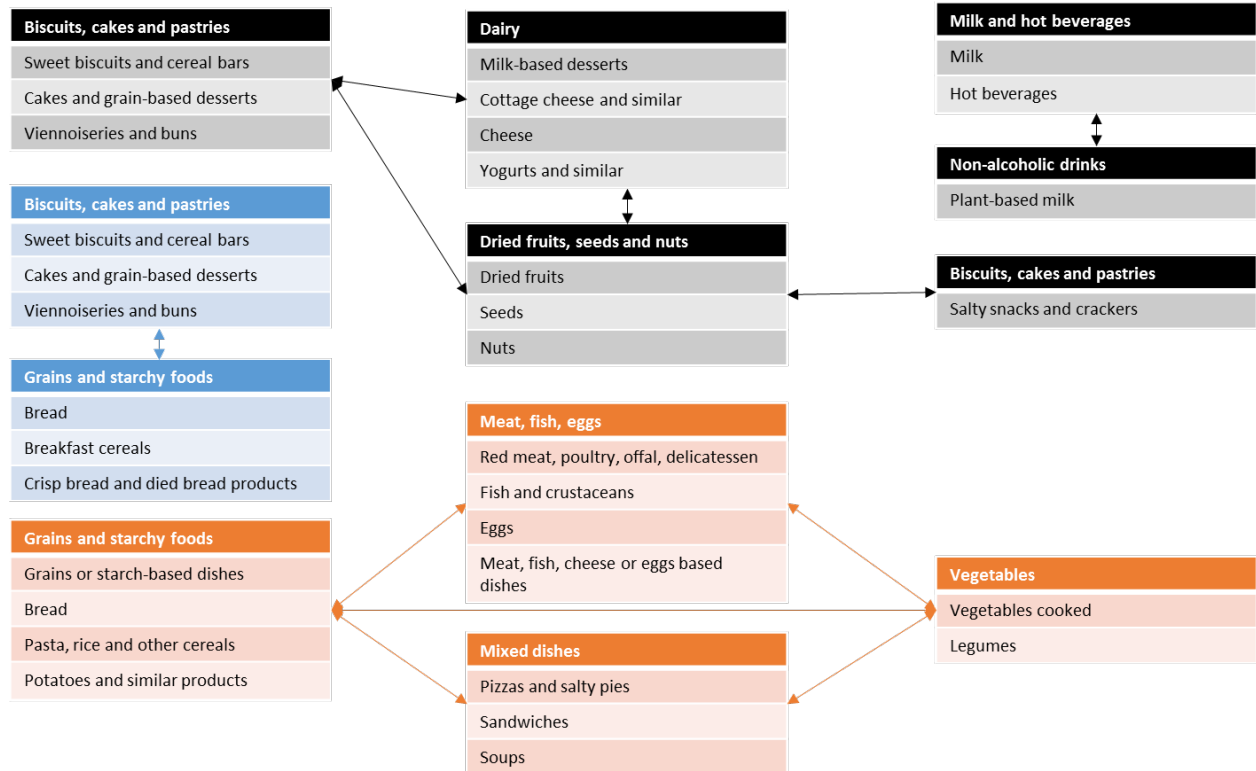 Biscuits, cakes and pastries
Sweet biscuits and cereal bars
Cakes and grain-based desserts
Viennoiseries and buns
Biscuits, cakes and pastries
Sweet biscuits and cereal bars
Cakes and grain-based desserts
Viennoiseries and buns
Grains and starchy foods
Bread
Breakfast cereals
Crisp bread and died bread products
Grains and starchy foods
Grains or starch-based dishes
Bread
Pasta, rice and other cereals
Potatoes and similar products
Dairy
Milk-based desserts
Cottage cheese and similar
Cheese
Yogurts and similar
Dried fruits, seeds and nuts
Dried fruits
Seeds
Nuts
Meat, fish, eggs
Red meat, poultry, offal, delicatessen
Fish and crustaceans
Eggs
Meat, fish, cheese or eggs based
dishes
Mixed dishes
Pizzas and salty pies
Sandwiches
Soups
Milk and hot beverages
Milk
Hot beverages
Non-alcoholic drinks
Plant-based milk
Biscuits, cakes and pastries
Salty snacks and crackers
Vegetables
Vegetables cooked
Legumes